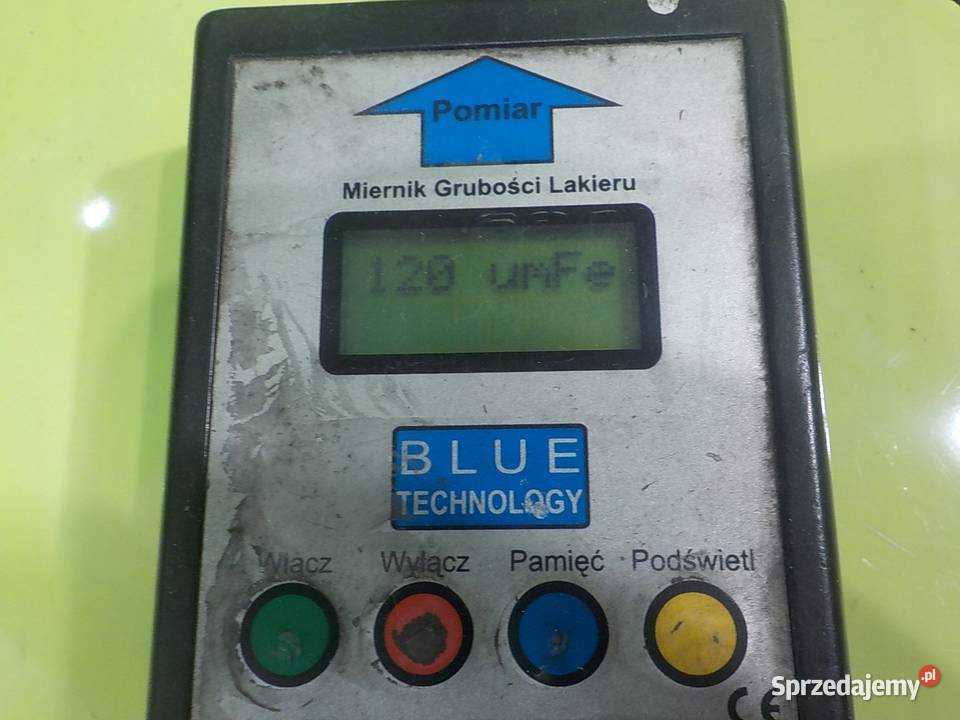 Pomiar
Miernik Grubości Lakieru
120 umFe
BLUE
TECHNOLOGY
Włącz Wyłącz Pamięć Podświetl
CE
Sprzedajemy.pl